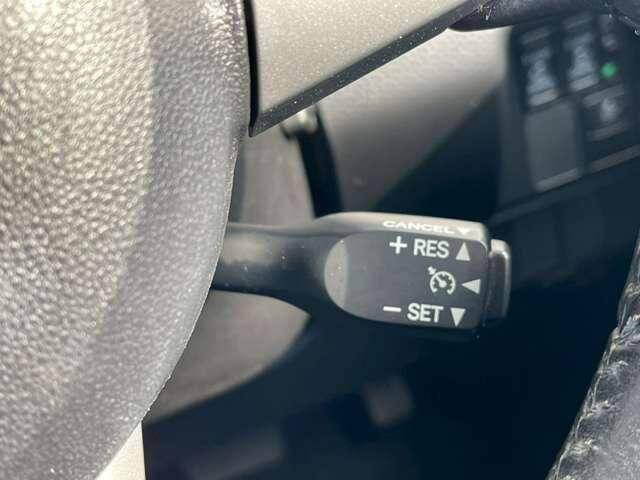 CANCEL▼
+ RES ▲
◀
− SET ▼